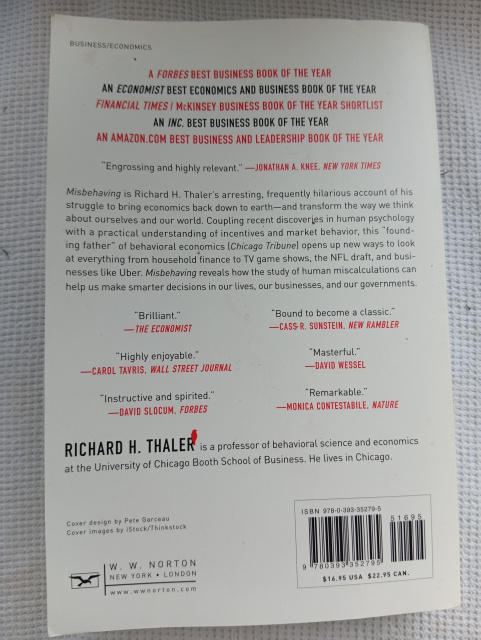 BUSINESS/ECONOMICS
A FORBES BEST BUSINESS BOOK OF THE YEAR
AN ECONOMIST BEST ECONOMICS AND BUSINESS BOOK OF THE YEAR
FINANCIAL TIMES | McKINSEY BUSINESS BOOK OF THE YEAR SHORTLIST
AN INC. BEST BUSINESS BOOK OF THE YEAR
AN AMAZON.COM BEST BUSINESS AND LEADERSHIP BOOK OF THE YEAR
"Engrossing and highly relevant." —JONATHAN A. KNEE, NEW YORK TIMES
Misbehaving is Richard H. Thaler's arresting, frequently hilarious account of his
struggle to bring economics back down to earth—and transform the way we think
about ourselves and our world. Coupling recent discoveries in human psychology
with a practical understanding of incentives and market behavior, this "found-
ing father" of behavioral economics (Chicago Tribune) opens up new ways to look
at everything from household finance to TV game shows, the NFL draft, and busi-
nesses like Uber. Misbehaving reveals how the study of human miscalculations can
help us make smarter decisions in our lives, our businesses, and our governments.
"Brilliant."
—THE ECONOMIST
"Bound to become a classic."
—CASS R. SUNSTEIN, NEW RAMBLER
"Highly enjoyable."
—CAROL TAVRIS, WALL STREET JOURNAL
"Masterful."
—DAVID WESSEL
"Instructive and spirited."
—DAVID SLOCUM, FORBES
"Remarkable."
—MONICA CONTESTABILE, NATURE
RICHARD H. THALER is a professor of behavioral science and economics
at the University of Chicago Booth School of Business. He lives in Chicago.
Cover design by Pete Garceau
Cover images by iStock/Thinkstock
W. W. NORTON
NEW YORK • LONDON
www.wwnorton.com
ISBN 978-0-393-35279-5
51695
9 780393 352795
$16.95 USA $22.95 CAN.